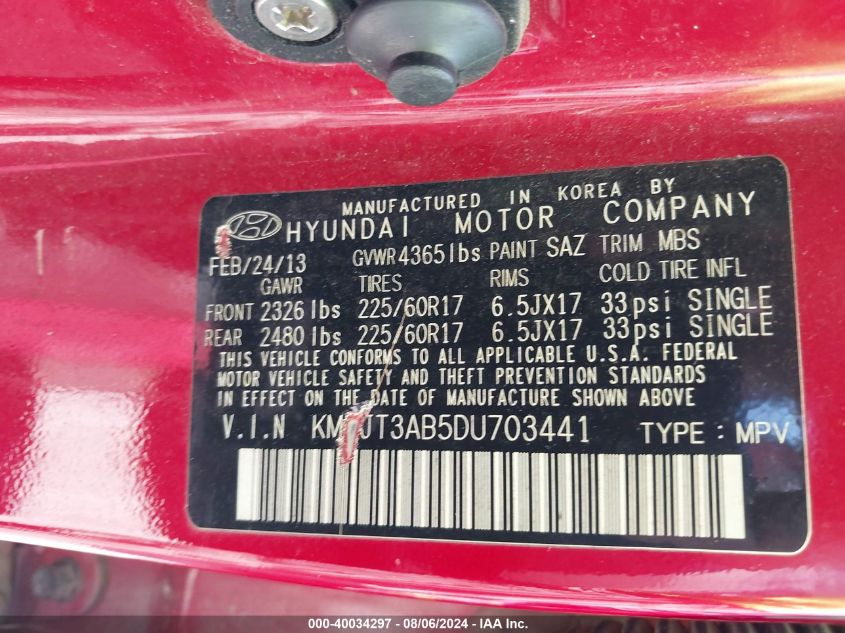 MANUFACTURED IN KOREA BY
HYUNDAI MOTOR COMPANY
FEB/24/13 GVWR4365lbs PAINT SAZ TRIM MBS
GAWR TIRES RIMS COLD TIRE INFL
FRONT 2326 lbs 225/60R17 6.5JX17 33psi SINGLE
REAR 2480 lbs 225/60R17 6.5JX17 33psi SINGLE
THIS VEHICLE CONFORMS TO ALL APPLICABLE U.S.A. FEDERAL
MOTOR VEHICLE SAFETY AND THEFT PREVENTION STANDARDS
IN EFFECT ON THE DATE OF MANUFACTURE SHOWN ABOVE
V.I.N TYPE : MPV
000-40034297 - 08/06/2024 - IAA Inc.